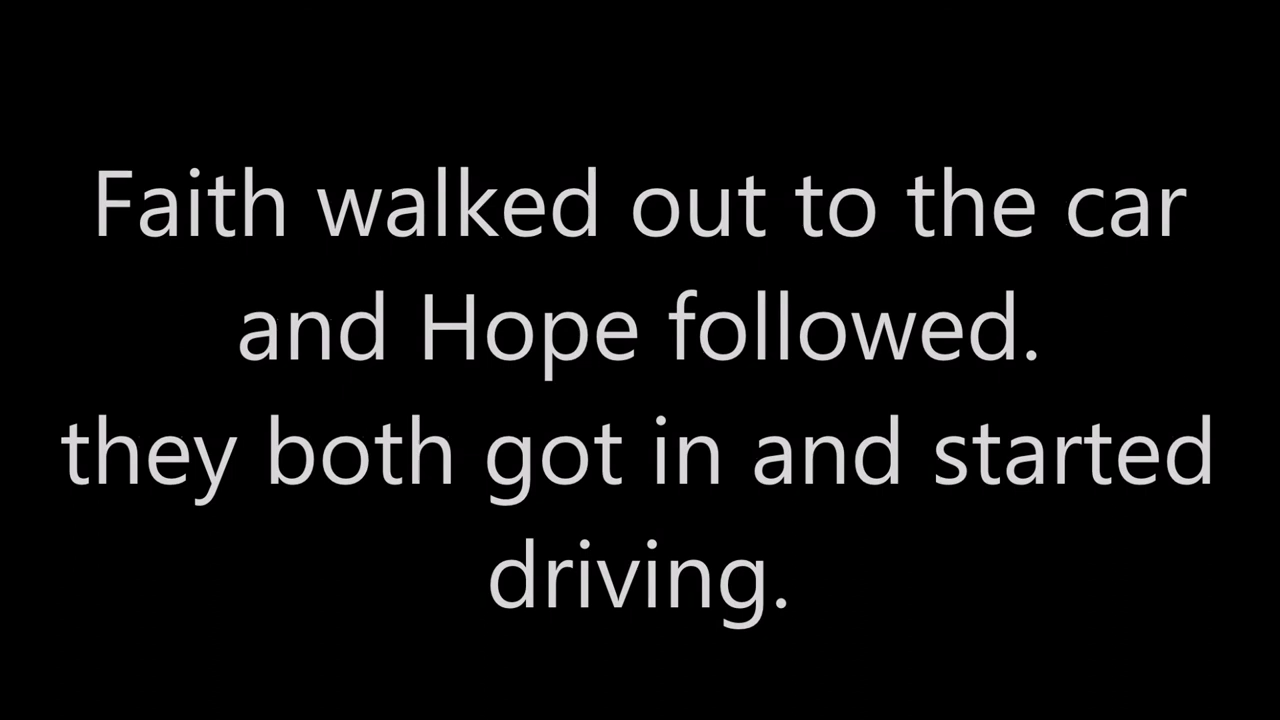 Faith walked out to the car
and Hope followed.
they both got in and started
driving.